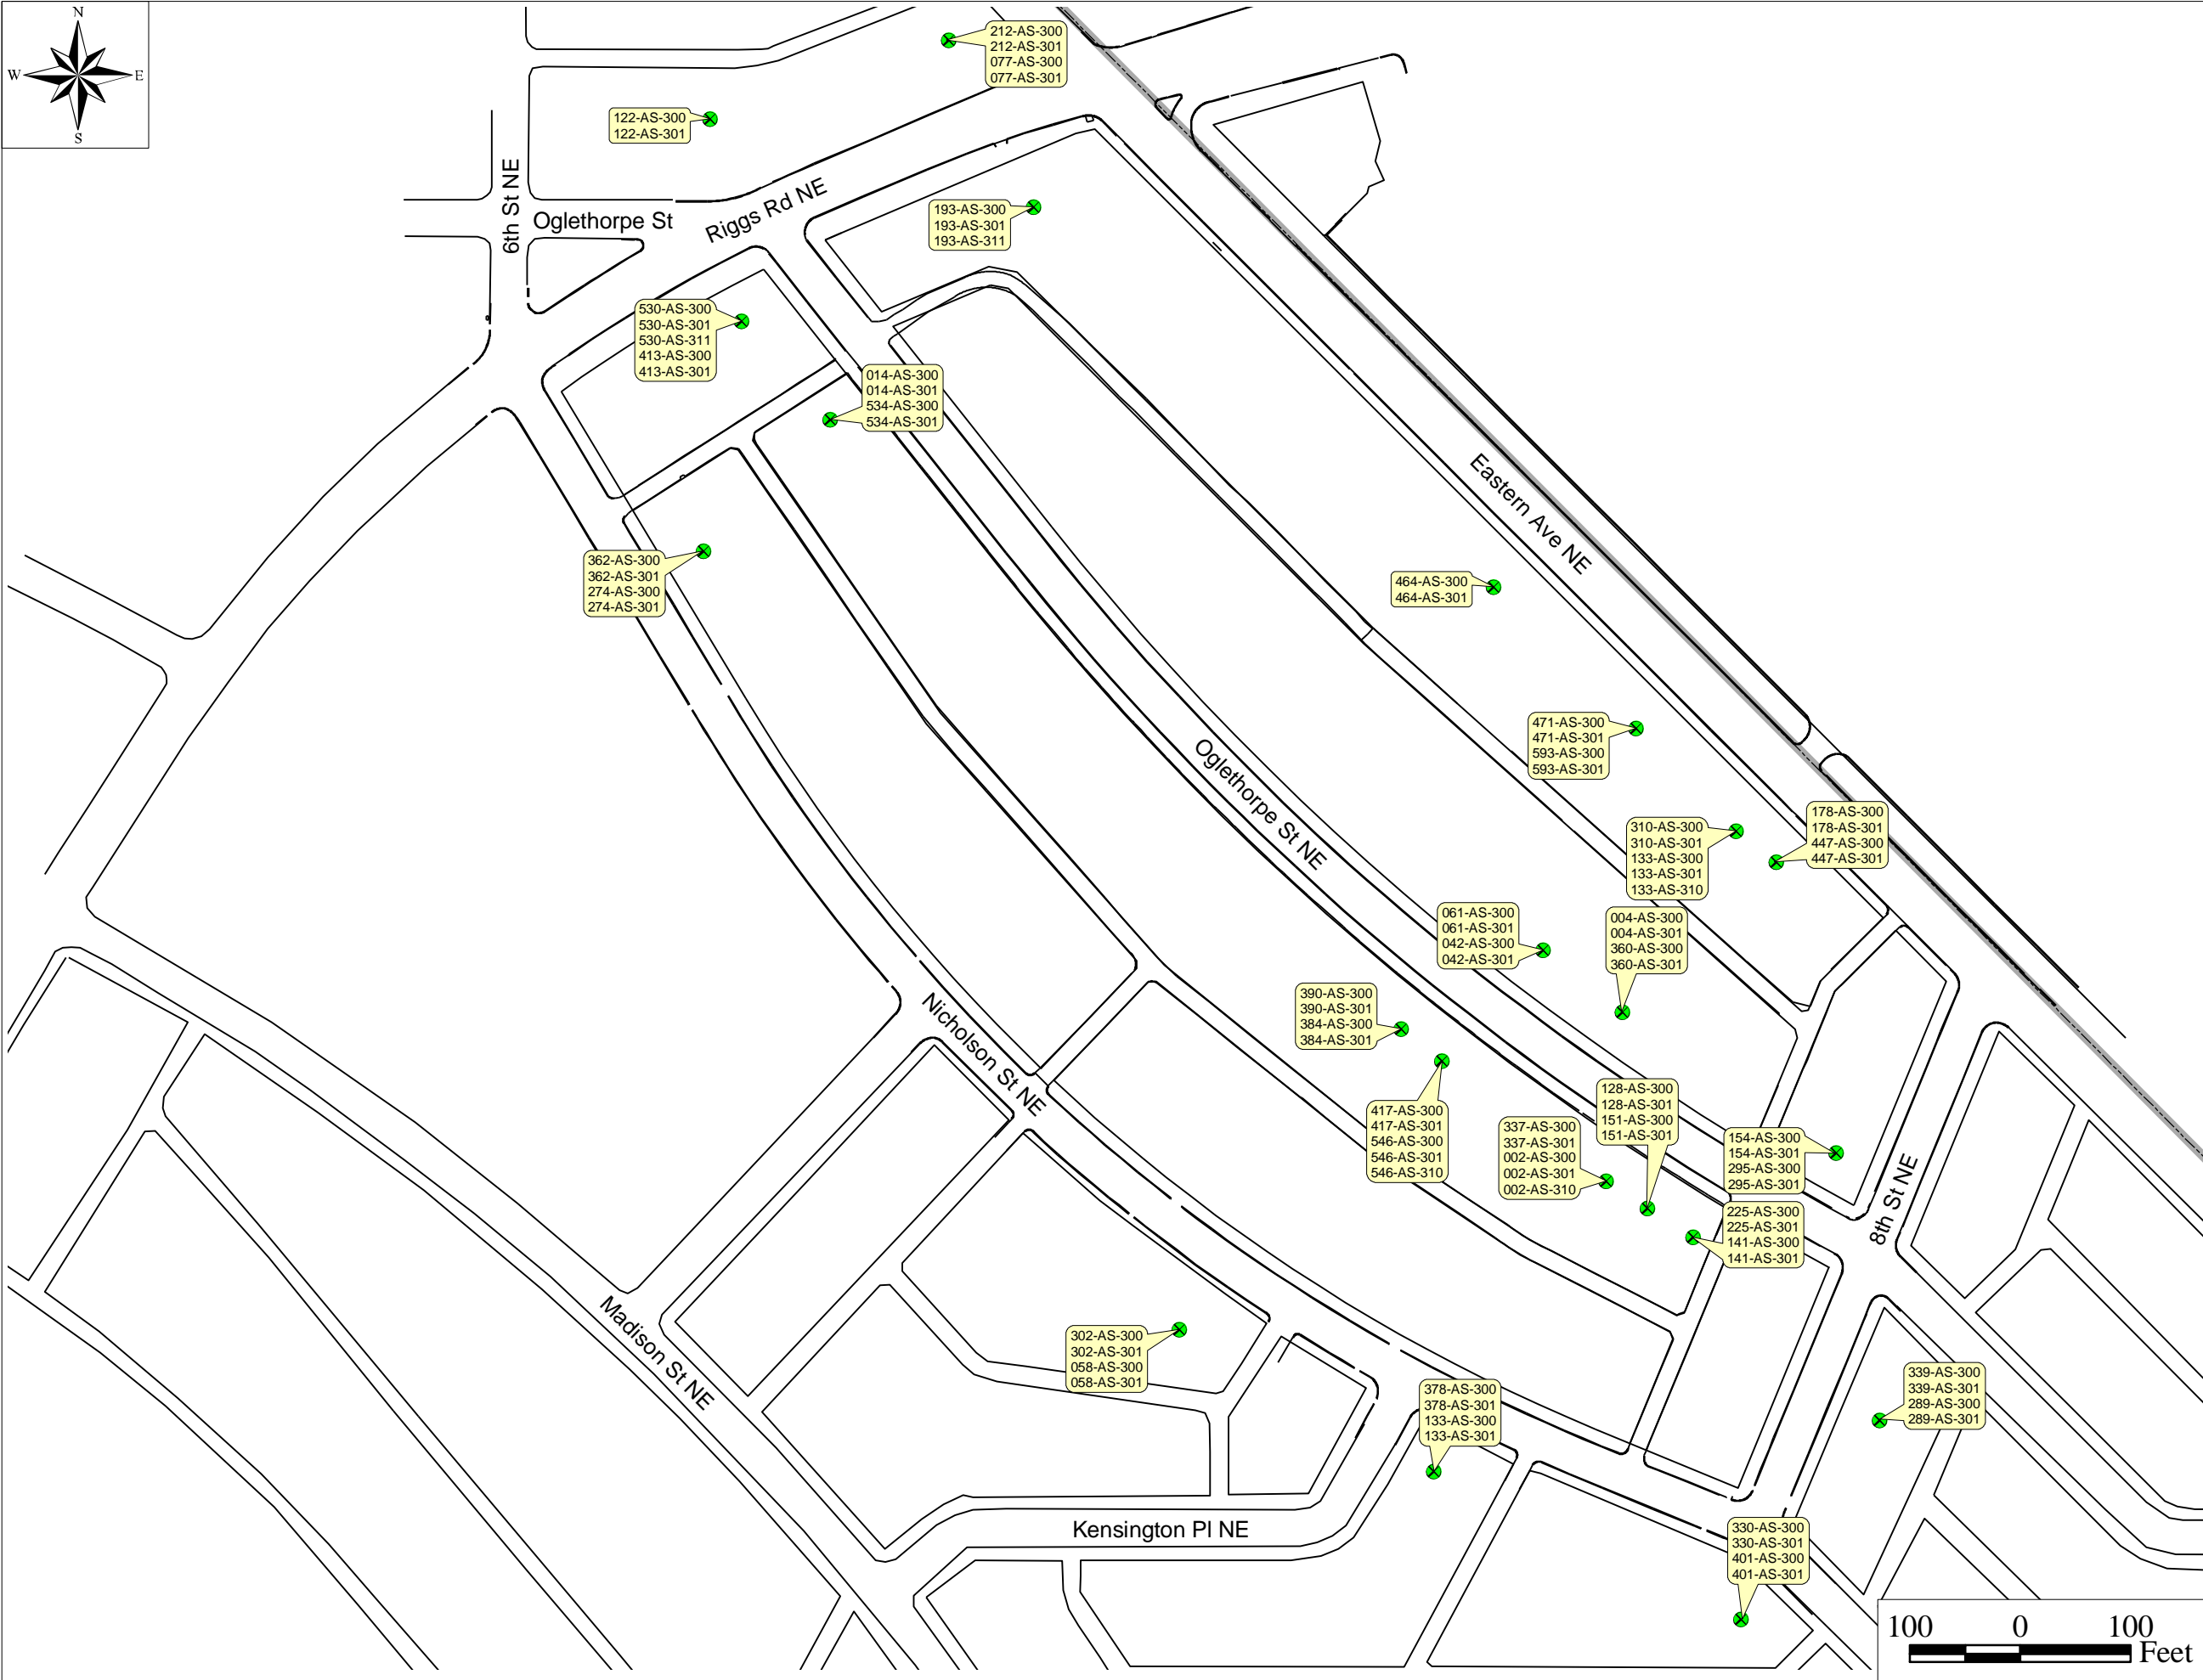 N
W
E
S
212-AS-300
212-AS-301
077-AS-300
077-AS-301
122-AS-300
122-AS-301
6th St NE
Oglethorpe St
Riggs Rd NE
193-AS-300
193-AS-301
193-AS-311
530-AS-300
530-AS-301
530-AS-311
413-AS-300
413-AS-301
014-AS-300
014-AS-301
534-AS-300
534-AS-301
362-AS-300
362-AS-301
274-AS-300
274-AS-301
Eastern Ave NE
464-AS-300
464-AS-301
471-AS-300
471-AS-301
593-AS-300
593-AS-301
Oglethorpe St NE
178-AS-300
178-AS-301
447-AS-300
447-AS-301
310-AS-300
310-AS-301
133-AS-300
133-AS-301
133-AS-310
061-AS-300
061-AS-301
042-AS-300
042-AS-301
004-AS-300
004-AS-301
360-AS-300
360-AS-301
390-AS-300
390-AS-301
384-AS-300
384-AS-301
Nicholson St NE
417-AS-300
417-AS-301
546-AS-300
546-AS-301
546-AS-310
128-AS-300
128-AS-301
151-AS-300
151-AS-301
337-AS-300
337-AS-301
002-AS-300
002-AS-301
002-AS-310
154-AS-300
154-AS-301
295-AS-300
295-AS-301
8th St NE
225-AS-300
225-AS-301
141-AS-300
141-AS-301
Madison St NE
302-AS-300
302-AS-301
058-AS-300
058-AS-301
378-AS-300
378-AS-301
133-AS-300
133-AS-301
339-AS-300
339-AS-301
289-AS-300
289-AS-301
Kensington Pl NE
330-AS-300
330-AS-301
401-AS-300
401-AS-301
100 0 100
Feet